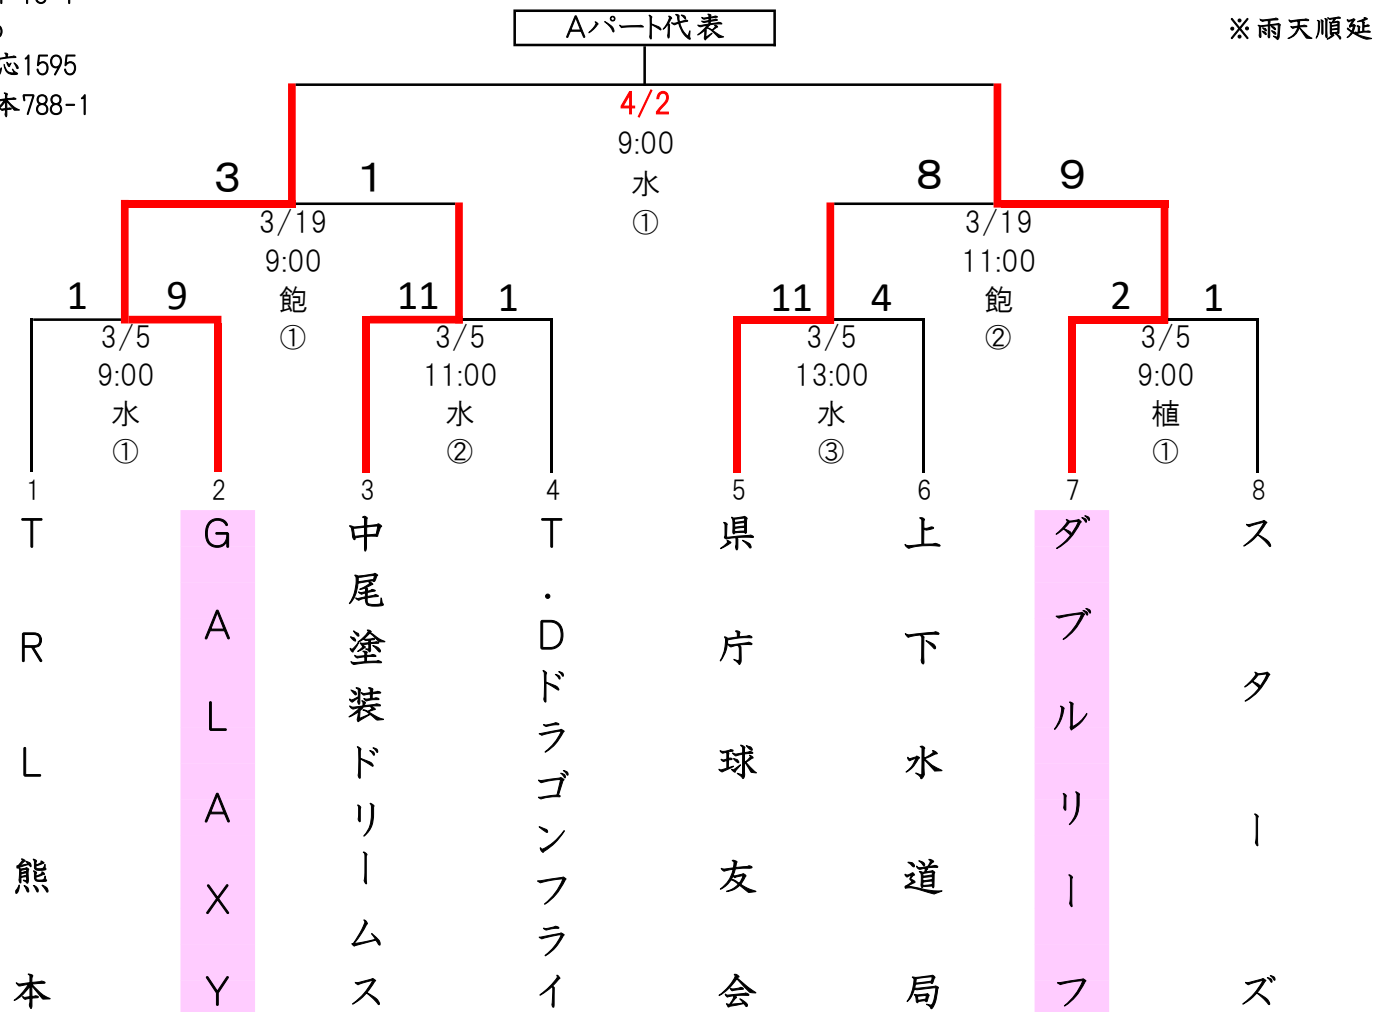 Aパート代表
※雨天順延
応1595
本788-1
4/2
9:00
水
①
3 1
8 9
3/19
9:00
飽
①
3/19
11:00
飽
②
1 9
11 1
11 4
2 1
3/5
9:00
水
①
3/5
11:00
水
②
3/5
13:00
水
③
3/5
9:00
植
①
1
TRL熊本
2
GALAXY
3
中尾塗装ドリームス
4
T.Dドラゴンフライ
5
県庁球友会
6
上下水道局
7
ダブルリーフ
8
スターズ